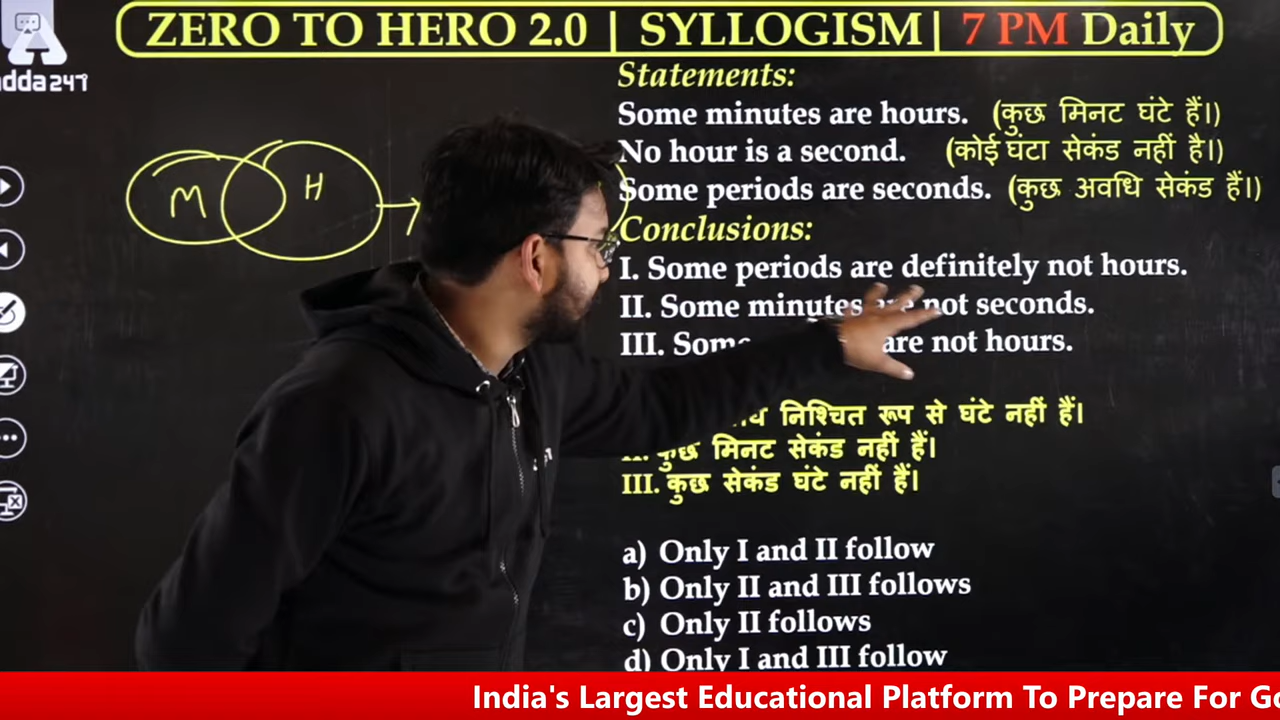 ZERO TO HERO 2.0 | SYLLOGISM | 7 PM Daily
adda247
Statements:
Some minutes are hours. (कुछ मिनट घंटे हैं।)
No hour is a second. (कोई घंटा सेकंड नहीं है।)
Some periods are seconds. (कुछ अवधि सेकंड हैं।)
M H
Conclusions:
I. Some periods are definitely not hours.
II. Some minutes are not seconds.
III. Some are not hours.
निश्चित रूप से घंटे नहीं हैं।
II. कुछ मिनट सेकंड नहीं हैं।
III. कुछ सेकंड घंटे नहीं हैं।
a) Only I and II follow
b) Only II and III follows
c) Only II follows
d) Only I and III follow
India's Largest Educational Platform To Prepare For